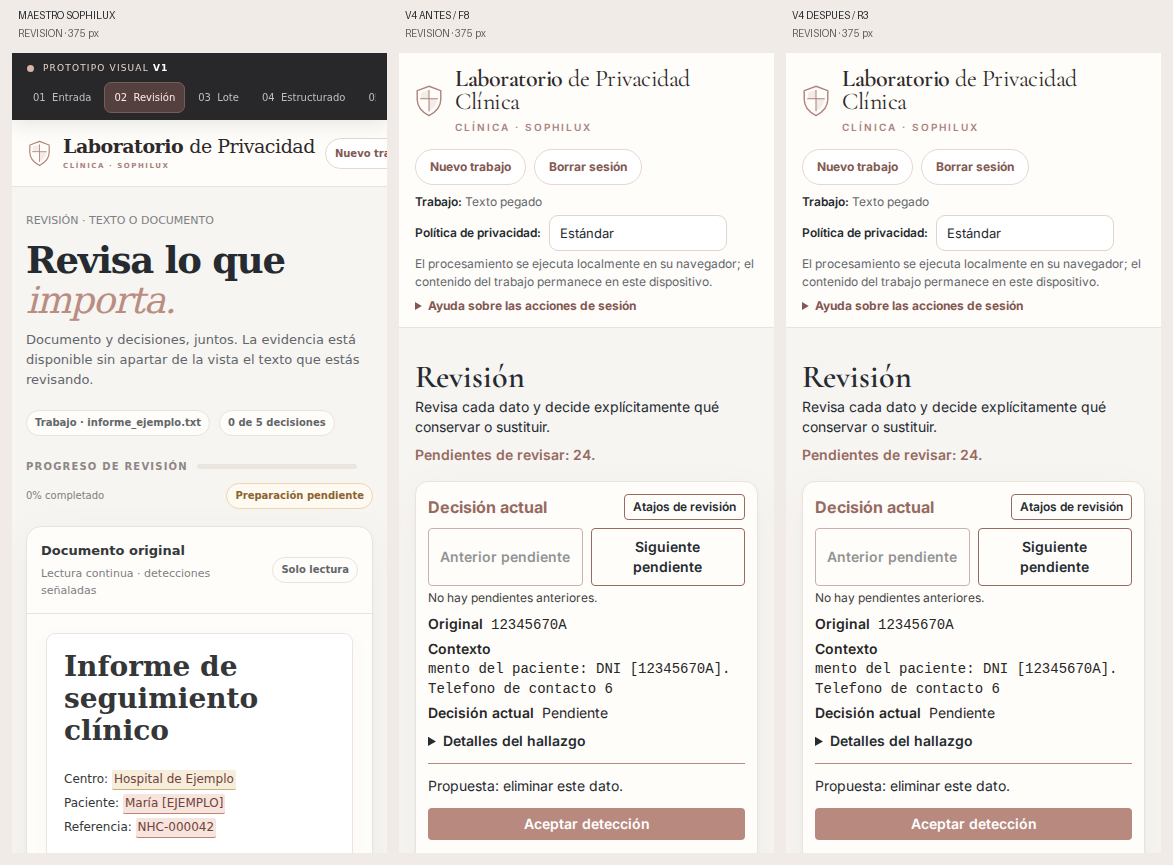 MAESTRO SOPHILUX
REVISION · 375 px
PROTOTIPO VISUAL V1
01 Entrada
02 Revisión
03 Lote
04 Estructurado
Laboratorio de Privacidad
CLÍNICA · SOPHILUX
REVISIÓN · TEXTO O DOCUMENTO
Revisa lo que
importa.
Documento y decisiones, juntos. La evidencia está
disponible sin apartar de la vista el texto que estás
revisando.
Trabajo · informe_ejemplo.txt
0 de 5 decisiones
PROGRESO DE REVISIÓN
0% completado
Preparación pendiente
Documento original
Lectura continua · detecciones
señaladas
Solo lectura
Informe de
seguimiento
clínico
Centro: Hospital de Ejemplo
Paciente: María [EJEMPLO]
Referencia: NHC-000042
V4 ANTES / F8
REVISION · 375 px
Laboratorio de Privacidad
Clínica
CLÍNICA · SOPHILUX
Nuevo trabajo
Borrar sesión
Trabajo: Texto pegado
Política de privacidad: Estándar
El procesamiento se ejecuta localmente en su navegador; el
contenido del trabajo permanece en este dispositivo.
Ayuda sobre las acciones de sesión
Revisión
Revisa cada dato y decide explícitamente qué
conservar o sustituir.
Pendientes de revisar: 24.
Decisión actual
Atajos de revisión
Anterior pendiente
Siguiente
pendiente
No hay pendientes anteriores.
Original 12345670A
Contexto
mento del paciente: DNI [12345670A].
Telefono de contacto 6
Decisión actual Pendiente
Detalles del hallazgo
Propuesta: eliminar este dato.
Aceptar detección
V4 DESPUES / R3
REVISION · 375 px
Laboratorio de Privacidad
Clínica
CLÍNICA · SOPHILUX
Nuevo trabajo
Borrar sesión
Trabajo: Texto pegado
Política de privacidad: Estándar
El procesamiento se ejecuta localmente en su navegador; el
contenido del trabajo permanece en este dispositivo.
Ayuda sobre las acciones de sesión
Revisión
Revisa cada dato y decide explícitamente qué
conservar o sustituir.
Pendientes de revisar: 24.
Decisión actual
Atajos de revisión
Anterior pendiente
Siguiente
pendiente
No hay pendientes anteriores.
Original 12345670A
Contexto
mento del paciente: DNI [12345670A].
Telefono de contacto 6
Decisión actual Pendiente
Detalles del hallazgo
Propuesta: eliminar este dato.
Aceptar detección